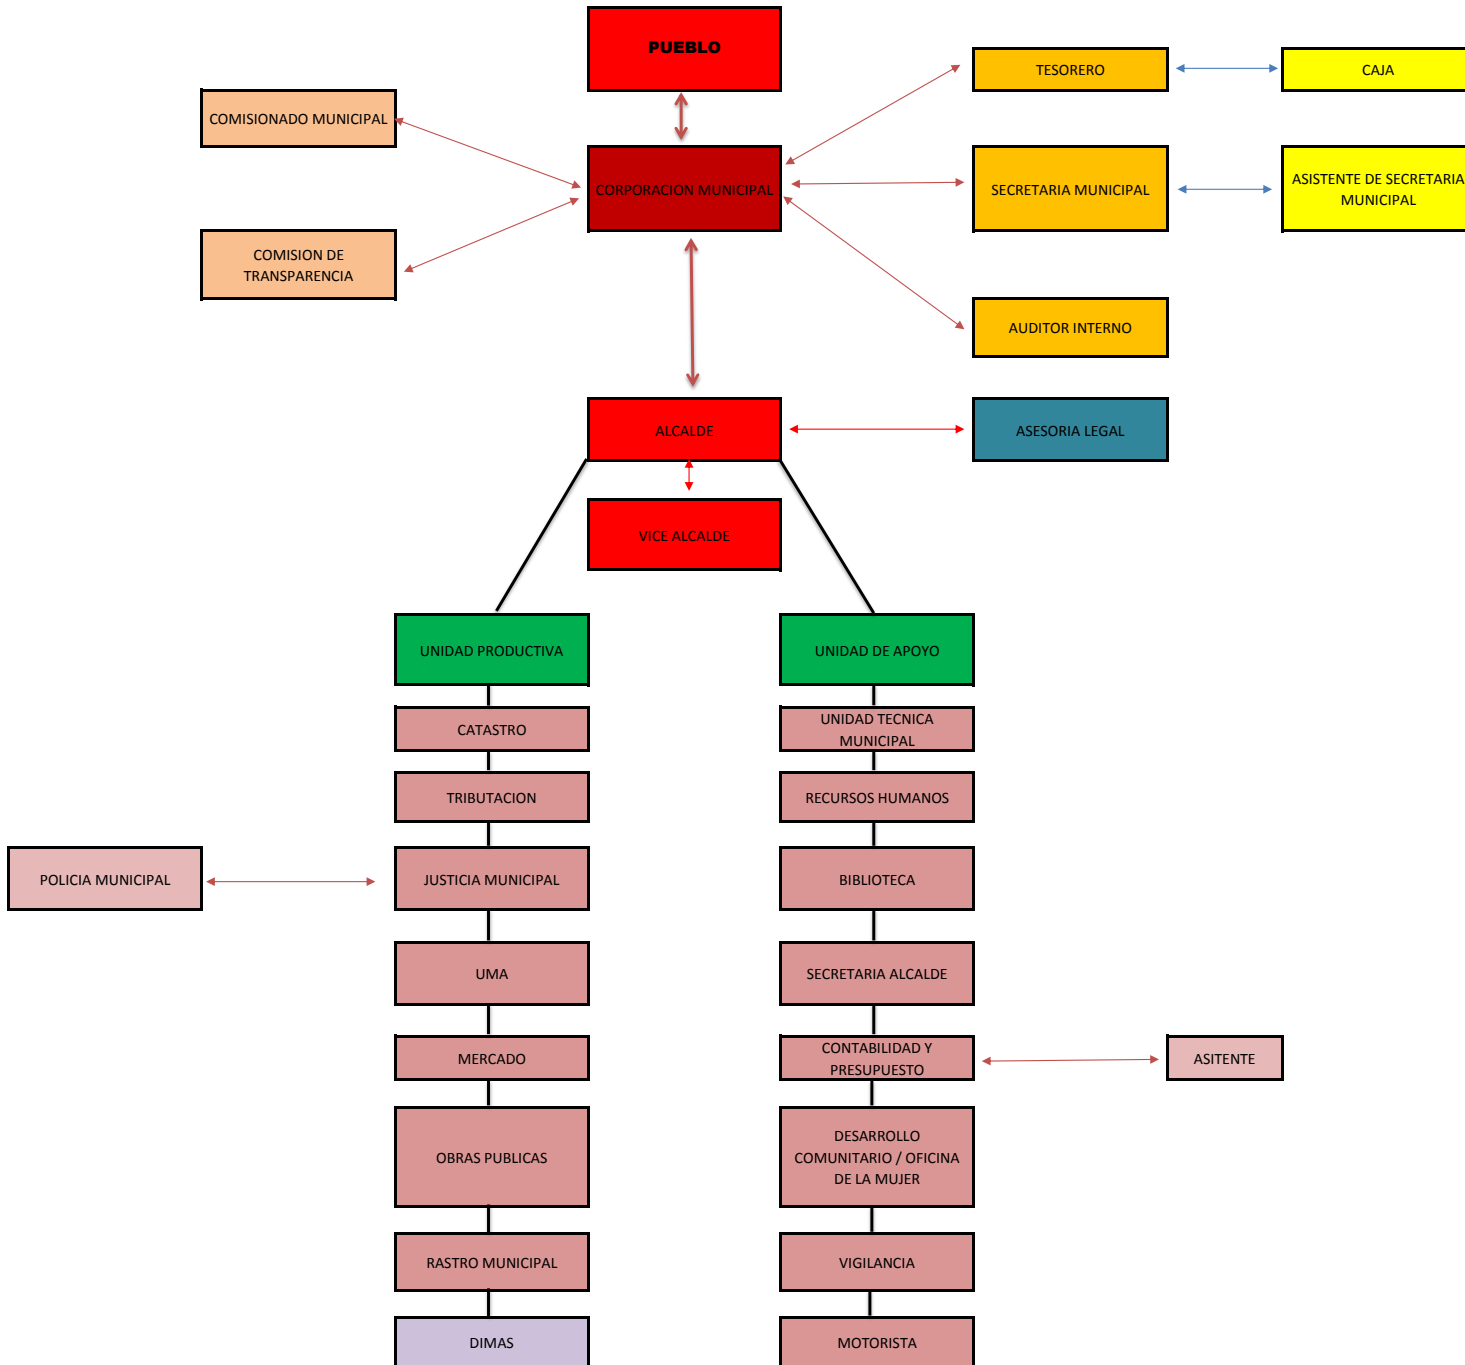 PUEBLO
TESORERO
CAJA
COMISIONADO MUNICIPAL
CORPORACION MUNICIPAL
SECRETARIA MUNICIPAL
ASISTENTE DE SECRETARIA
MUNICIPAL
COMISION DE
TRANSPARENCIA
AUDITOR INTERNO
ALCALDE
ASESORIA LEGAL
VICE ALCALDE
UNIDAD PRODUCTIVA
UNIDAD DE APOYO
CATASTRO
UNIDAD TECNICA
MUNICIPAL
TRIBUTACION
RECURSOS HUMANOS
POLICIA MUNICIPAL
JUSTICIA MUNICIPAL
BIBLIOTECA
UMA
SECRETARIA ALCALDE
MERCADO
CONTABILIDAD Y
PRESUPUESTO
ASITENTE
OBRAS PUBLICAS
DESARROLLO
COMUNITARIO / OFICINA
DE LA MUJER
RASTRO MUNICIPAL
VIGILANCIA
DIMAS
MOTORISTA